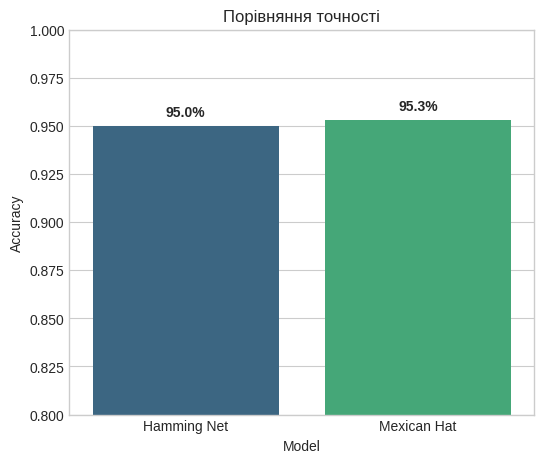 Порівняння точності
1.000
0.975
0.950
0.925
0.900
0.875
0.850
0.825
0.800
Accuracy
95.0%
95.3%
Hamming Net
Mexican Hat
Model